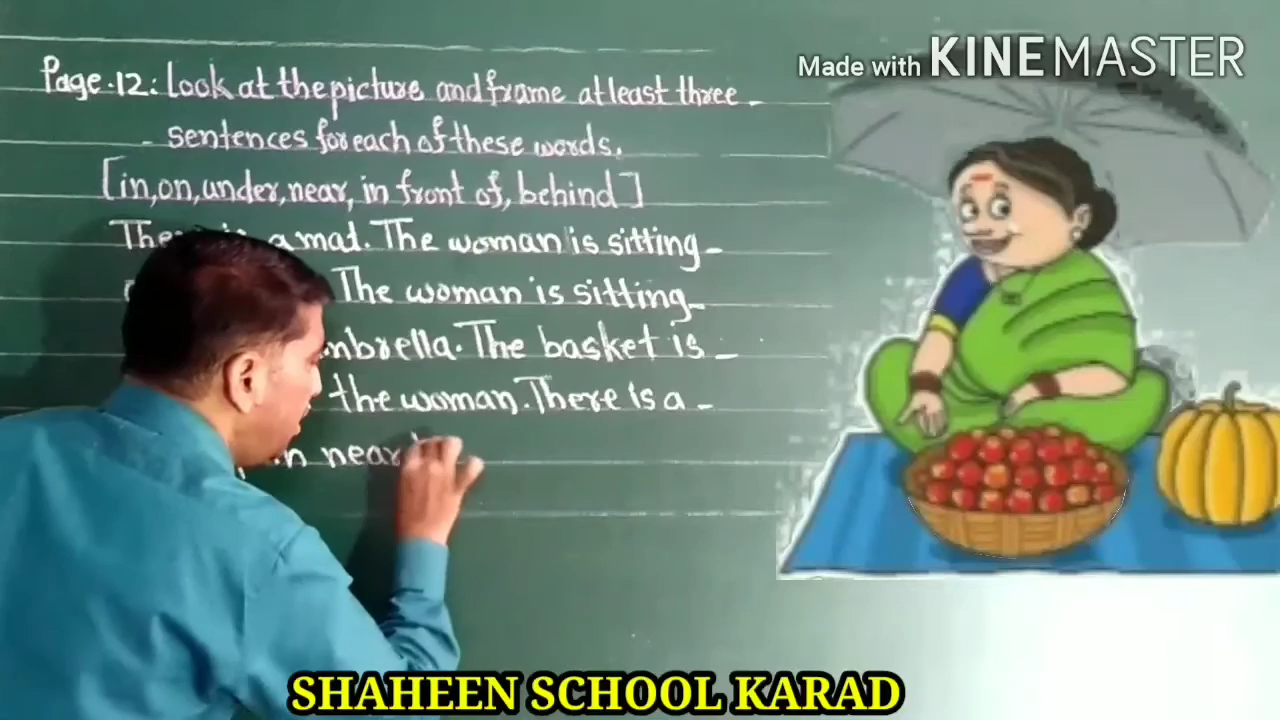 Made with KINEMASTER
Page.12: Look at the picture and frame at least three -
- sentences for each of these words.
[in, on, under, near, in front of, behind]
a mat. The woman is sitting -
The woman is sitting -
The basket is -
the woman. There is a -
near
SHAHEEN SCHOOL KARAD